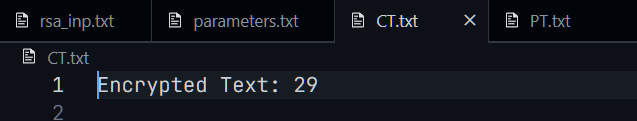 rsa_inp.txt parameters.txt CT.txt × PT.txt
CT.txt
1 Encrypted Text: 29
2